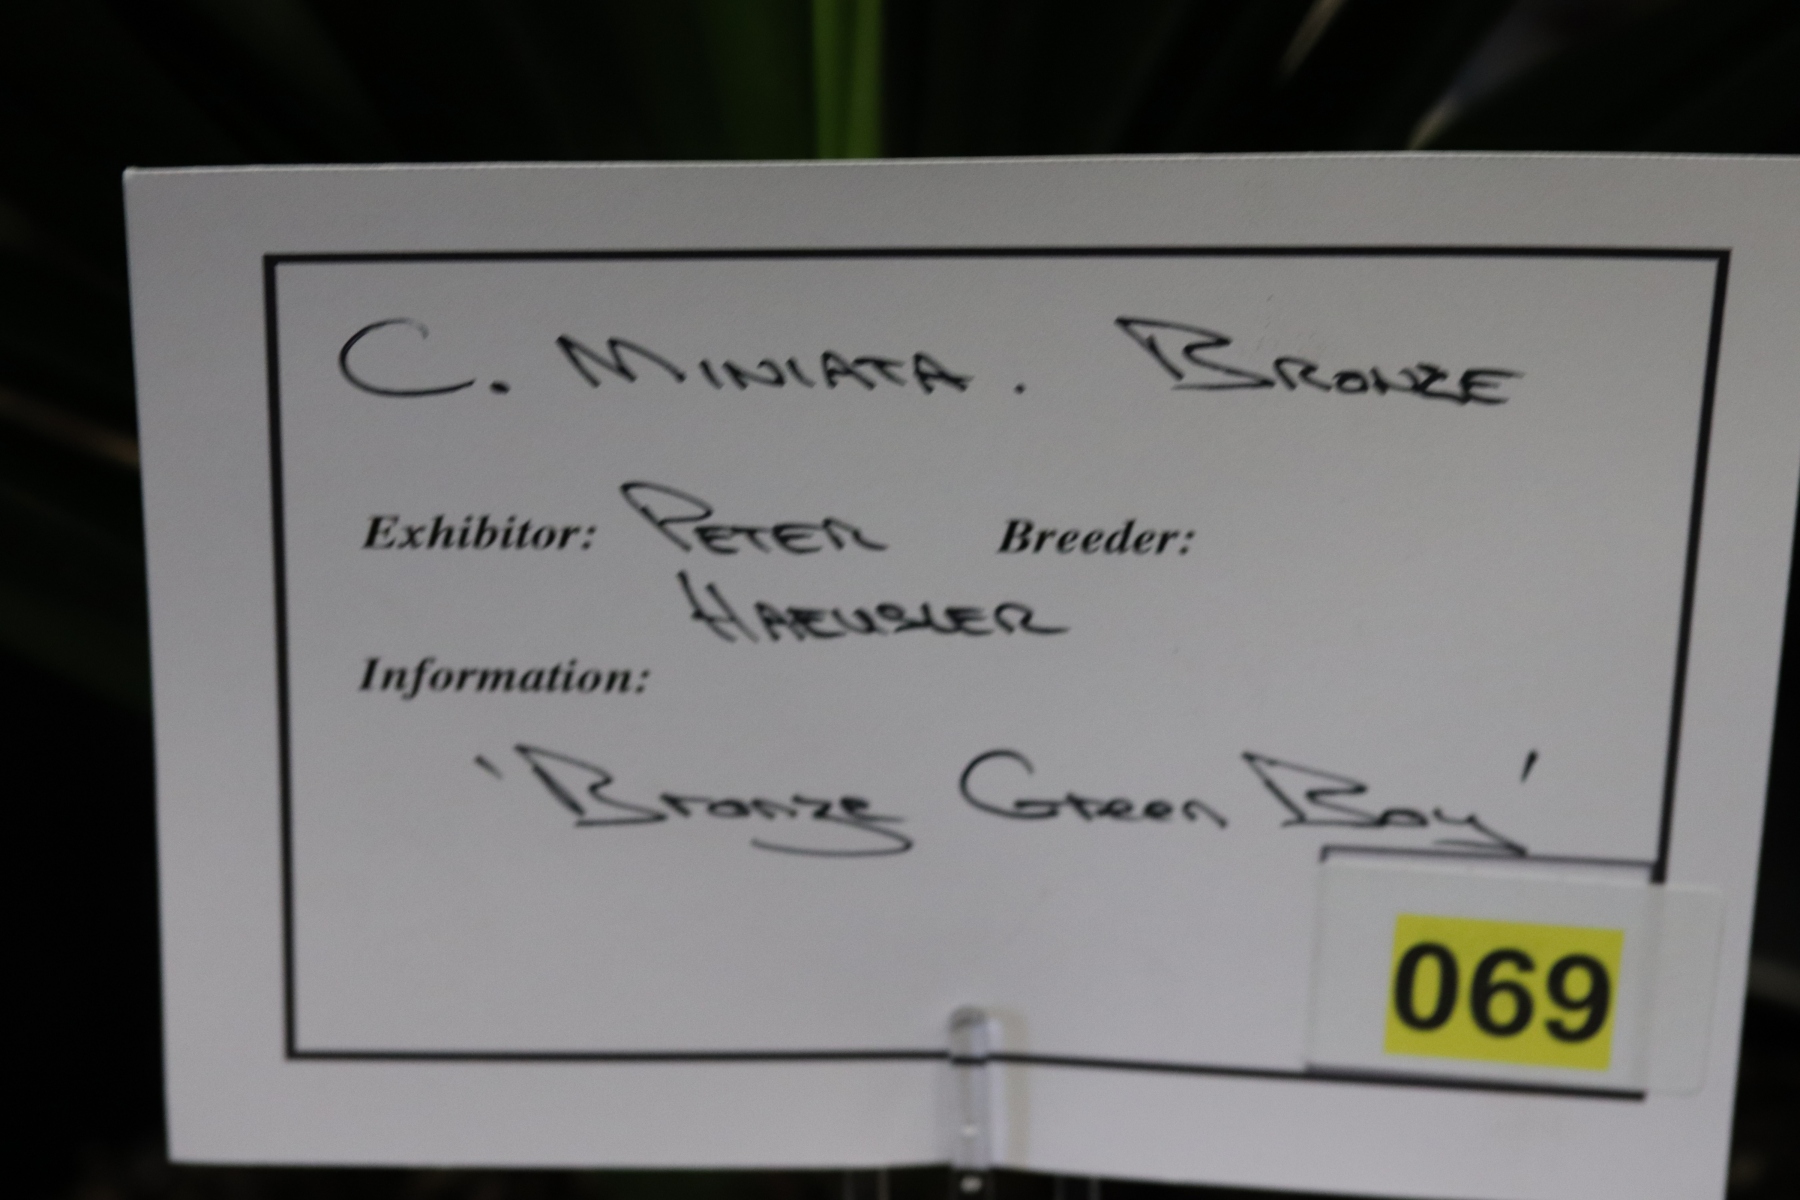 C. MINIATA. BRONZE
Exhibitor: PETER Breeder:
HAEUSLER
Information:
'Bronze Green Boy'
069